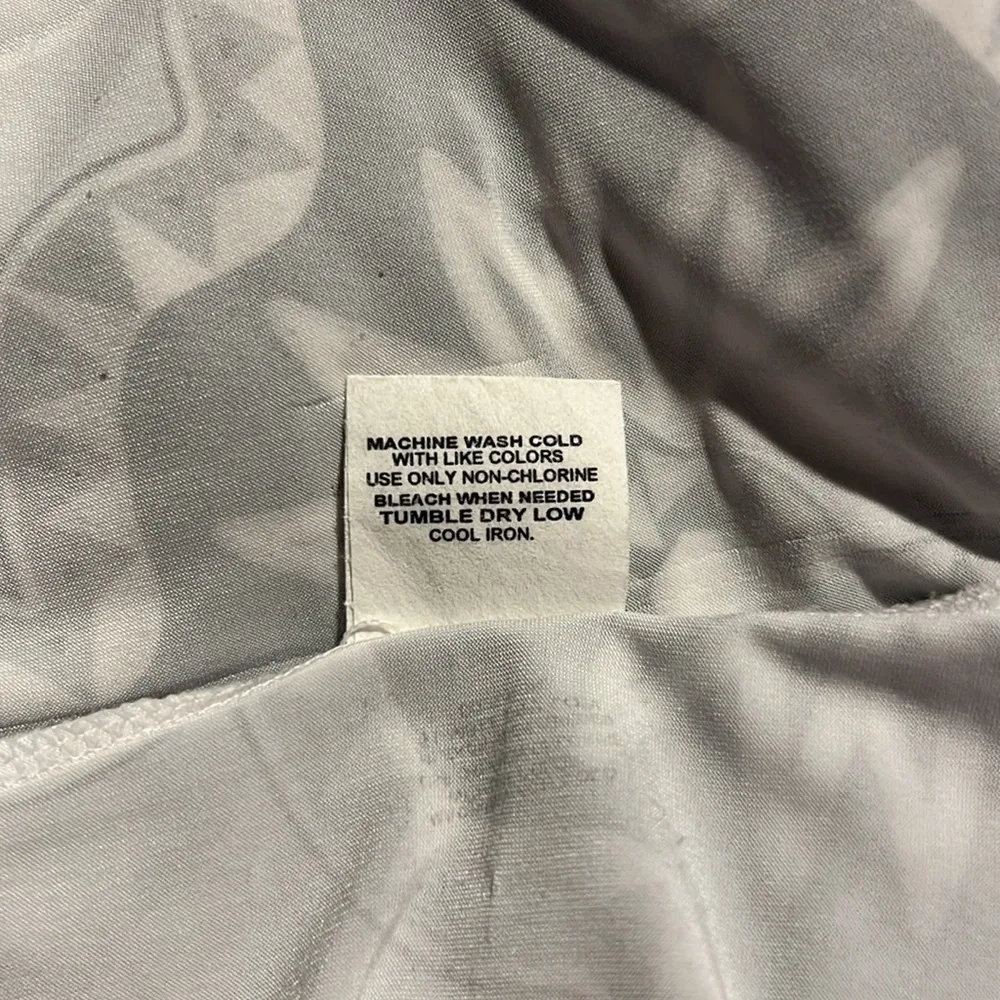 MACHINE WASH COLD
WITH LIKE COLORS
USE ONLY NON-CHLORINE
BLEACH WHEN NEEDED
TUMBLE DRY LOW
COOL IRON.